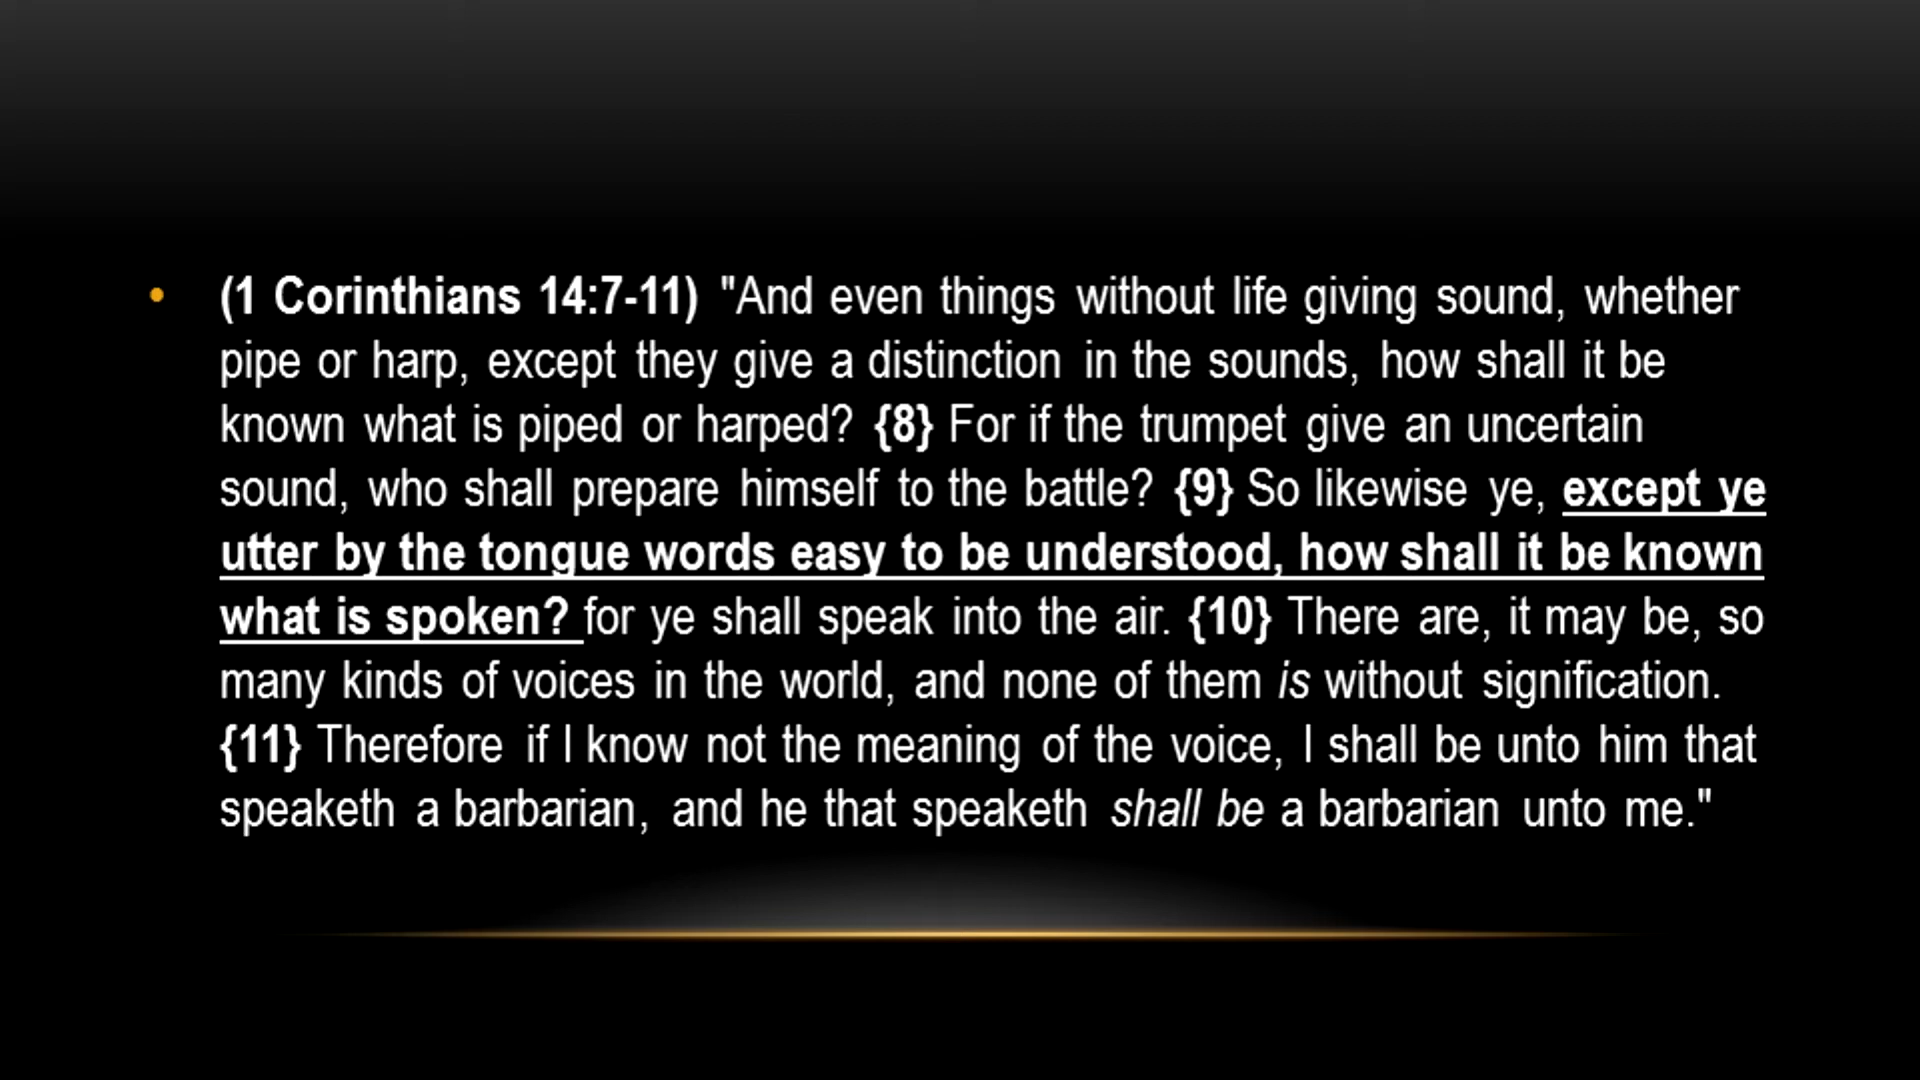 • (1 Corinthians 14:7-11) "And even things without life giving sound, whether
pipe or harp, except they give a distinction in the sounds, how shall it be
known what is piped or harped? {8} For if the trumpet give an uncertain
sound, who shall prepare himself to the battle? {9} So likewise ye, except ye
utter by the tongue words easy to be understood, how shall it be known
what is spoken? for ye shall speak into the air. {10} There are, it may be, so
many kinds of voices in the world, and none of them is without signification.
{11} Therefore if I know not the meaning of the voice, I shall be unto him that
speaketh a barbarian, and he that speaketh shall be a barbarian unto me."